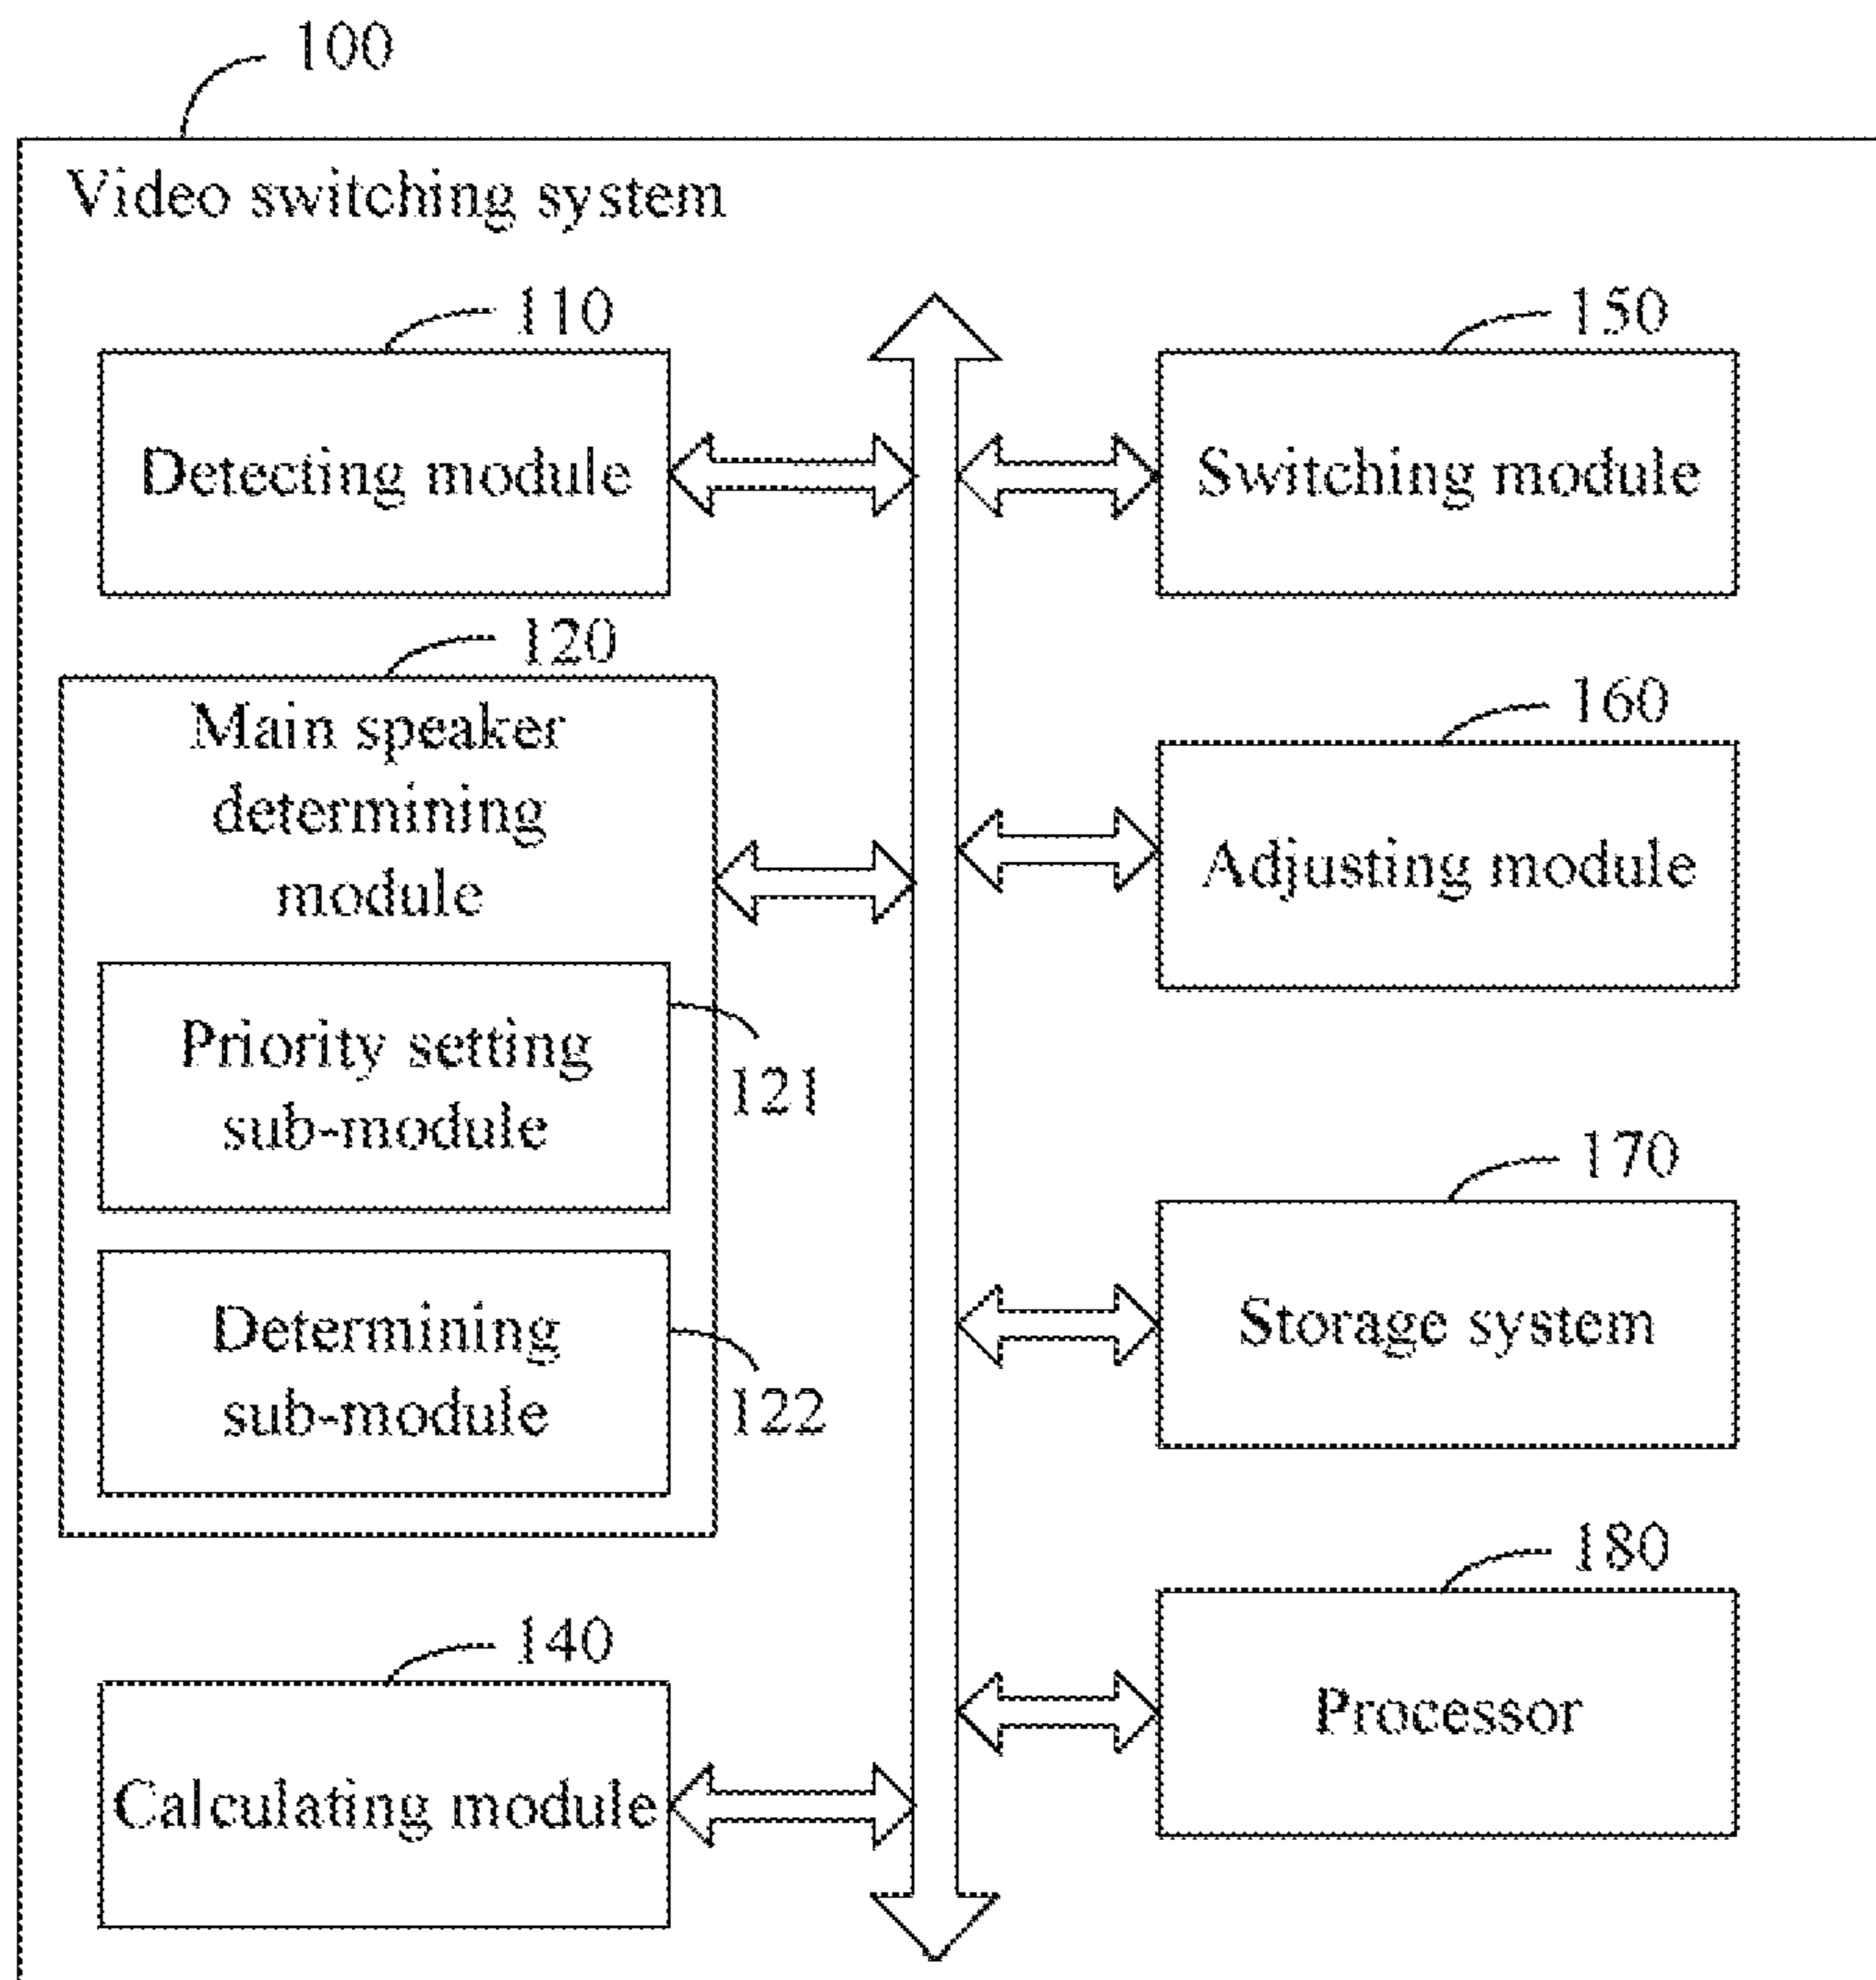 100
Video switching system
110
Detecting module
120
Main speaker
determining
module
Priority setting
sub-module
121
Determining
sub-module
122
140
Calculating module
150
Switching module
160
Adjusting module
170
Storage system
180
Processor